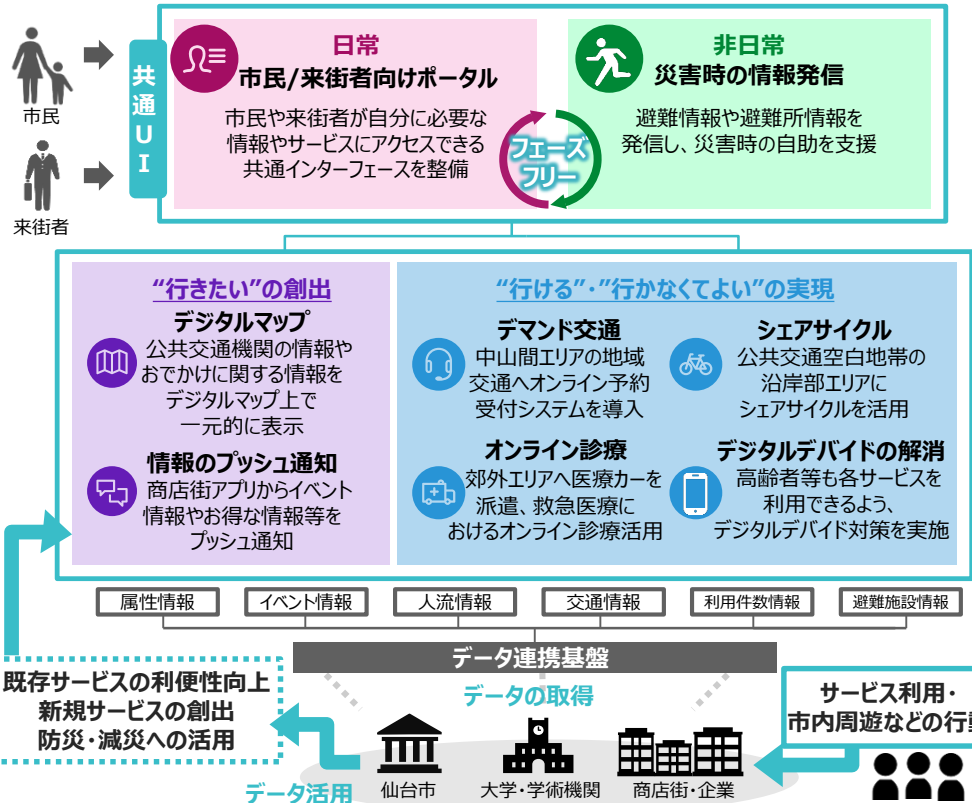 市民
来街者
共通UI
日常
市民/来街者向けポータル
市民や来街者が自分に必要な
情報やサービスにアクセスできる
共通インターフェースを整備
フェーズ
フリー
非日常
災害時の情報発信
避難情報や避難所情報を
発信し、災害時の自助を支援
“行きたい”の創出
デジタルマップ
公共交通機関の情報や
おでかけに関する情報を
デジタルマップ上で
一元的に表示
情報のプッシュ通知
商店街アプリからイベント
情報やお得な情報等を
プッシュ通知
“行ける”・“行かなくてよい”の実現
デマンド交通
中山間エリアの地域
交通へオンライン予約
受付システムを導入
シェアサイクル
公共交通空白地帯の
沿岸部エリアに
シェアサイクルを活用
オンライン診療
郊外エリアへ医療カーを
派遣、救急医療に
おけるオンライン診療活用
デジタルデバイドの解消
高齢者等も各サービスを
利用できるよう、
デジタルデバイド対策を実施
属性情報
イベント情報
人流情報
交通情報
利用件数情報
避難施設情報
データ連携基盤
データの取得
既存サービスの利便性向上
新規サービスの創出
防災・減災への活用
データ活用
仙台市
大学・学術機関
商店街・企業
サービス利用・
市内周遊などの行動